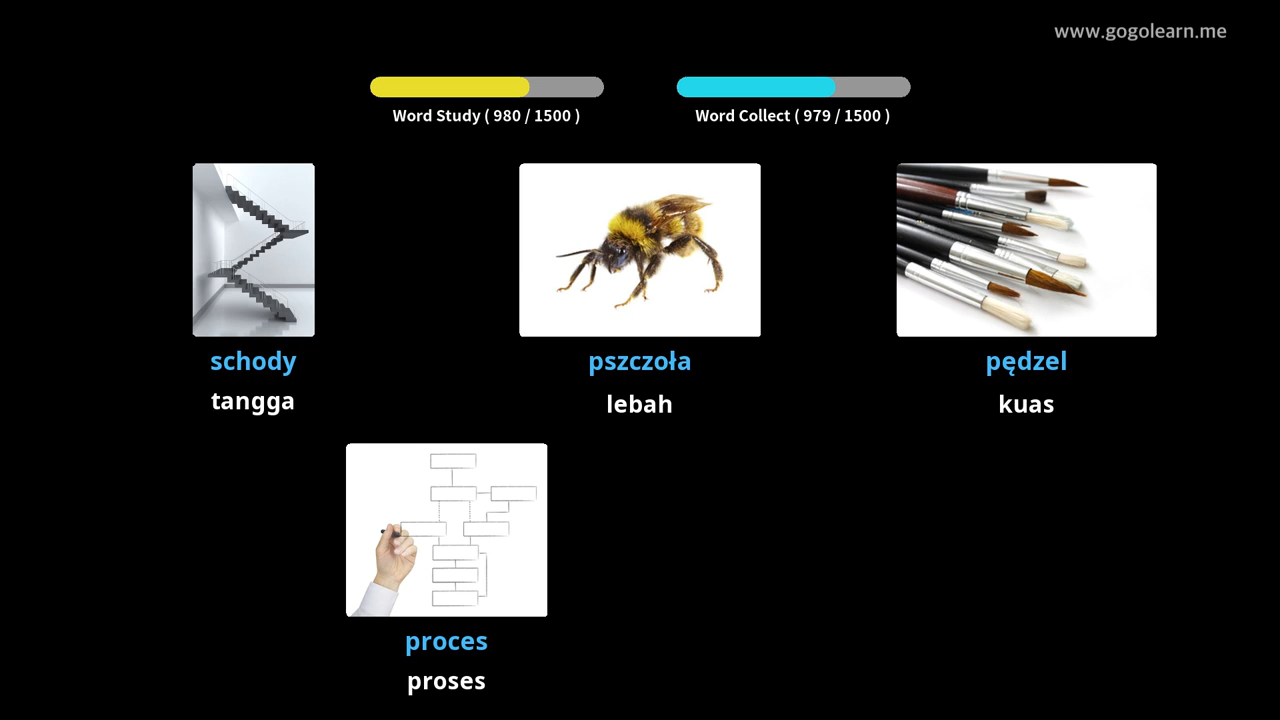 www.gogolearn.me
Word Study ( 980 / 1500 )
Word Collect ( 979 / 1500 )
schody
tangga
pszczoła
lebah
pędzel
kuas
proces
proses